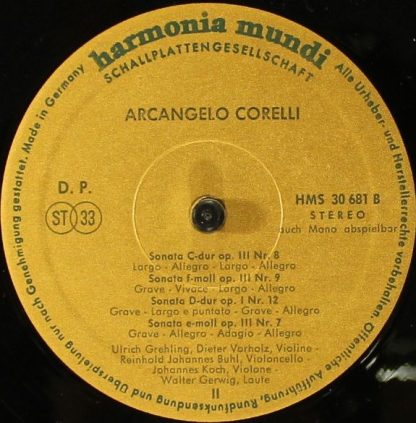 harmonia mundi
SCHALLPLATTENGESELLSCHAFT
Made in Germany
Alle Urheber- und Herstellerrechte vorbehalten. Öffentliche Aufführung, Rundfunksendung und Überspielung nur nach Genehmigung gestattet.
ARCANGELO CORELLI
D. P.
ST 33
HMS 30 681 B
STEREO
auch Mono abspielbar
Sonata C-dur op. III Nr. 8
Largo - Allegro - Largo - Allegro
Sonata f-moll op. III Nr. 9
Grave - Vivace - Largo - Allegro
Sonata D-dur op. I Nr. 12
Grave - Largo e puntato - Grave - Allegro
Sonata e-moll op. III Nr. 7
Grave - Allegro - Adagio - Allegro
Ulrich Grehling, Dieter Vorholz, Violine -
Reinhold Johannes Buhl, Violoncello -
Johannes Koch, Violone -
Walter Gerwig, Laute
II